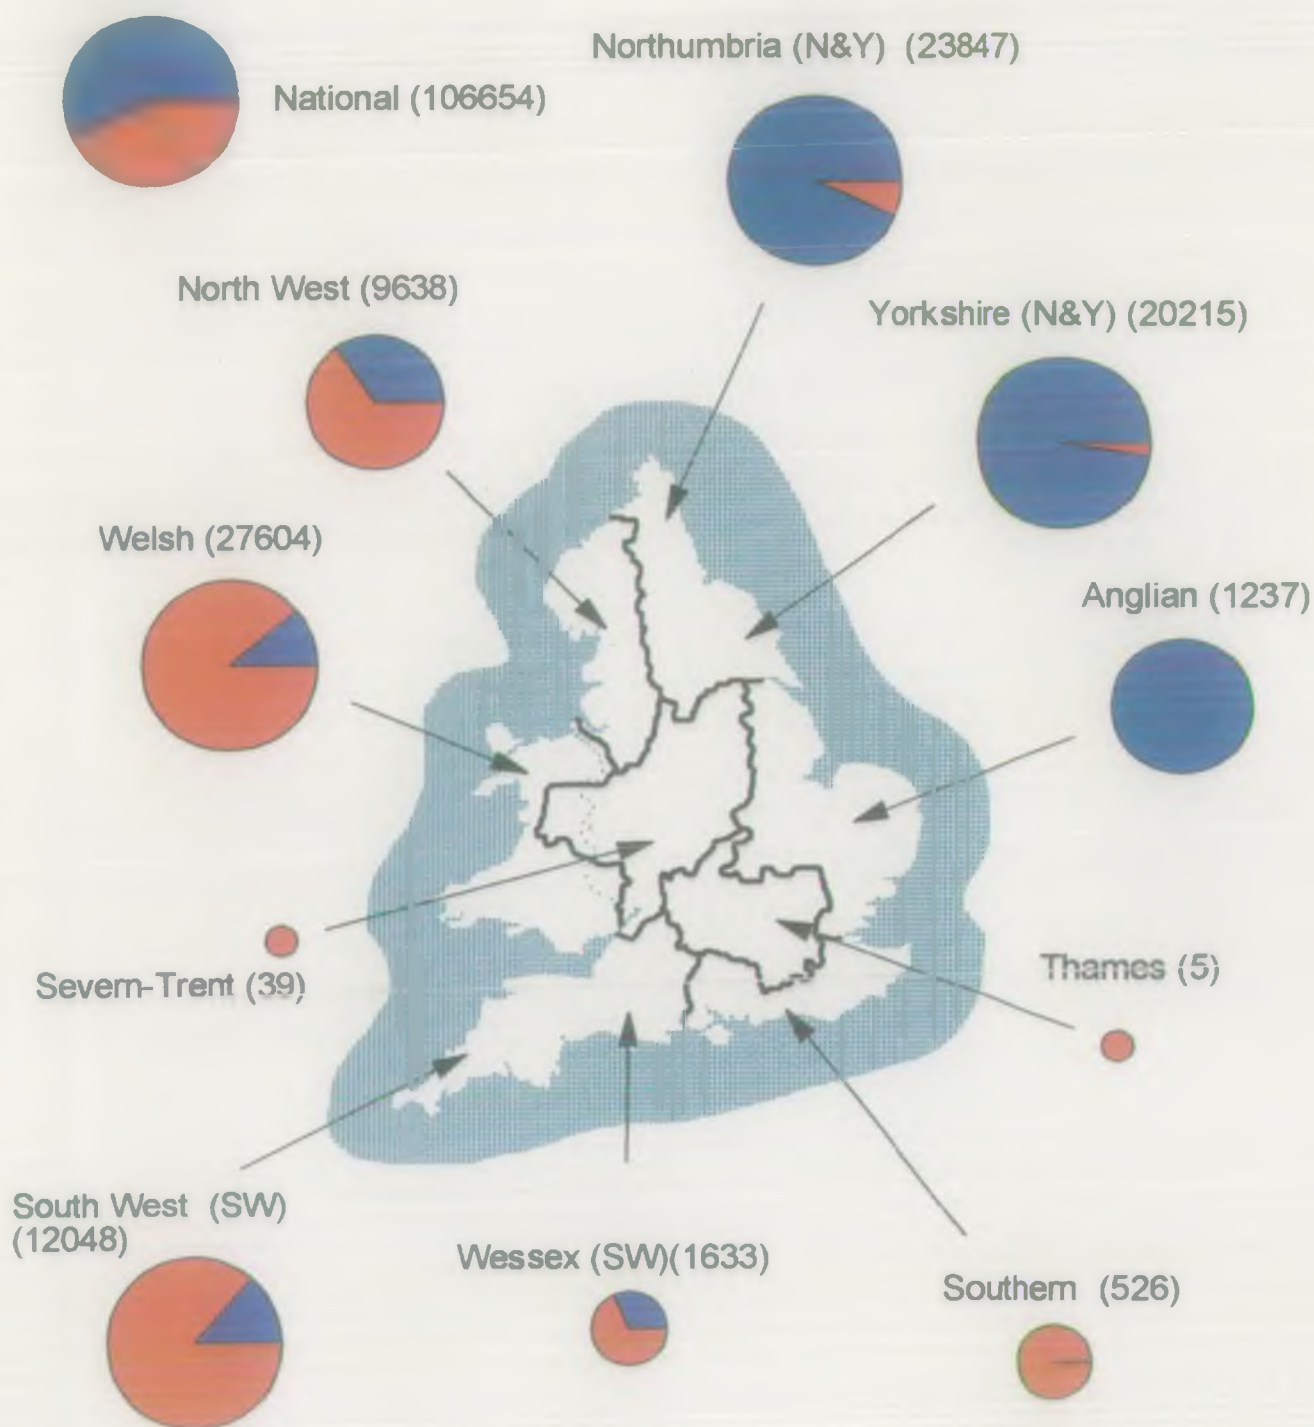 National (106654)
Northumbria (N&Y) (23847)
North West (9638)
Yorkshire (N&Y) (20215)
Welsh (27604)
Anglian (1237)
Severn-Trent (39)
Thames (5)
South West (SW)
(12048)
Wessex (SW)(1633)
Southern (526)